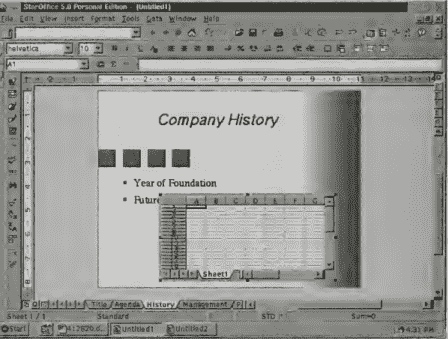 StarOffice 5.0 Personal Edition - [Untitled1]
File Edit View Insert Format Tools Data Window Help
helvetica 10
A1
Company History
Year of Foundation
Future
A B C D E F G
Sheet1
Title Agenda History Management
Sheet 1 / 1 Standard STD Sum=0
Start Untitled1 Untitled2 4:31 PM